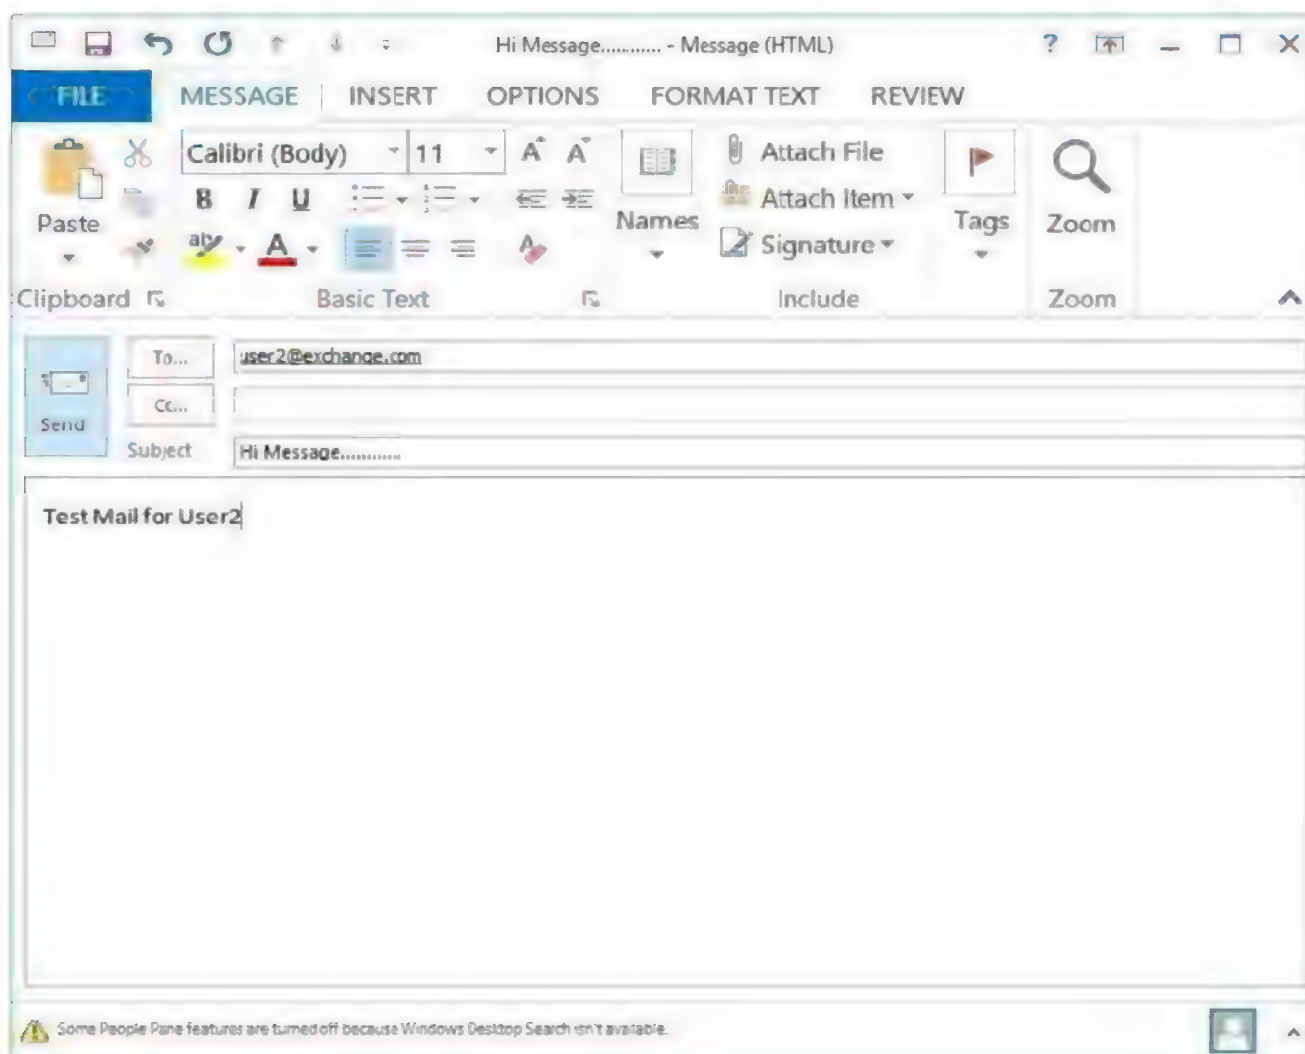 Hi Message............ - Message (HTML) ?
FILE MESSAGE INSERT OPTIONS FORMAT TEXT REVIEW
Calibri (Body) 11 A A Attach File
B I U Attach Item
Paste Names Tags Zoom
aby A Signature
Clipboard Basic Text Include Zoom
To... user2@exchange.com
Cc...
Send
Subject Hi Message............
Test Mail for User2
Some People Pane features are turned off because Windows Desktop Search isn't available.